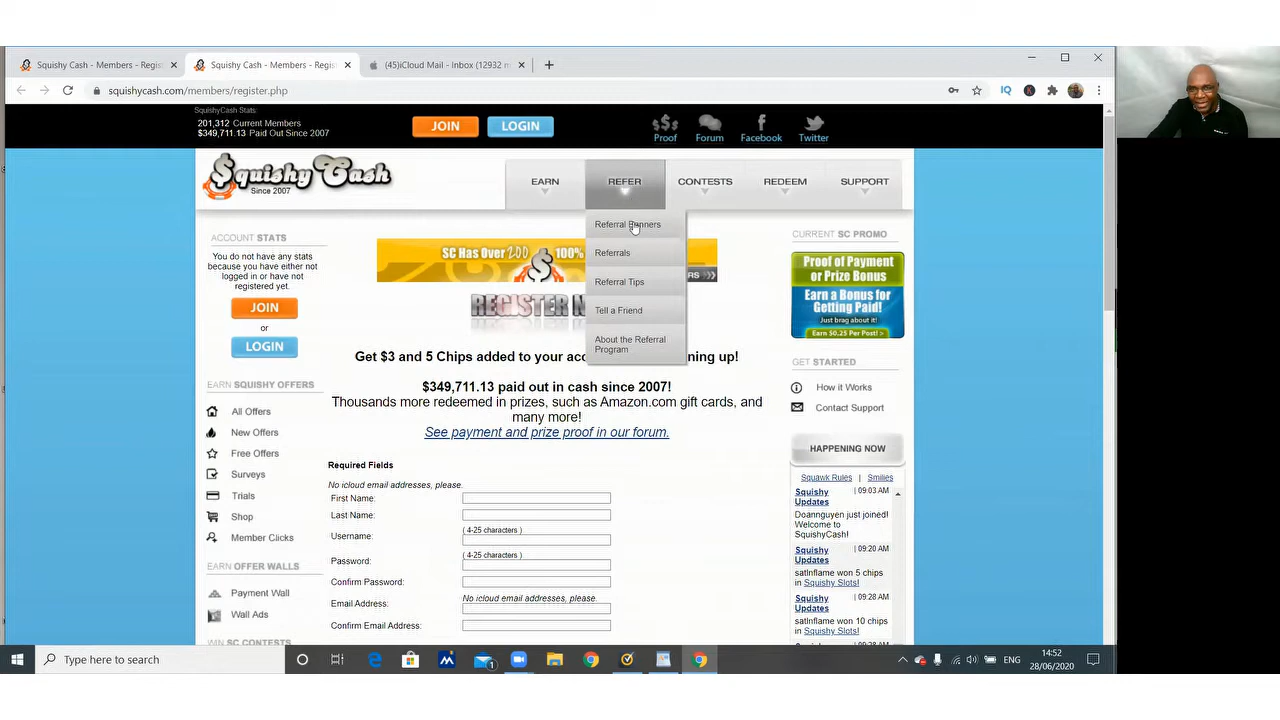 Squishy Cash - Members - Regist
Squishy Cash - Members - Regist
(45)iCloud Mail - Inbox (12932 m
squishycash.com/members/register.php
SquishyCash Stats:
201,312 Current Members
$349,711.13 Paid Out Since 2007
JOIN
LOGIN
Proof
Forum
Facebook
Twitter
$quishy Cash
Since 2007
EARN
REFER
CONTESTS
REDEEM
SUPPORT
Referral Banners
Referrals
Referral Tips
Tell a Friend
About the Referral
Program
ACCOUNT STATS
You do not have any stats
because you have either not
logged in or have not
registered yet.
JOIN
or
LOGIN
EARN SQUISHY OFFERS
All Offers
New Offers
Free Offers
Surveys
Trials
Shop
Member Clicks
EARN OFFER WALLS
Payment Wall
Wall Ads
WIN SC CONTESTS
SC Has Over 200
100%
RS
REGISTER N
Get $3 and 5 Chips added to your acc
ning up!
$349,711.13 paid out in cash since 2007!
Thousands more redeemed in prizes, such as Amazon.com gift cards, and
many more!
See payment and prize proof in our forum.
Required Fields
No icloud email addresses, please.
First Name:
Last Name:
( 4-25 characters )
Username:
( 4-25 characters )
Password:
Confirm Password:
No icloud email addresses, please.
Email Address:
Confirm Email Address:
CURRENT SC PROMO
Proof of Payment
or Prize Bonus
Earn a Bonus for
Getting Paid!
Just brag about it!
Earn $0.25 Per Post! >
GET STARTED
How it Works
Contact Support
HAPPENING NOW
Squawk Rules | Smilies
Squishy | 09:03 AM
Updates
Doannguyen just joined!
Welcome to
SquishyCash!
Squishy | 09:20 AM
Updates
satInflame won 5 chips
in Squishy Slots!
Squishy | 09:28 AM
Updates
satInflame won 10 chips
in Squishy Slots!
Type here to search
1
ENG
14:52
28/06/2020